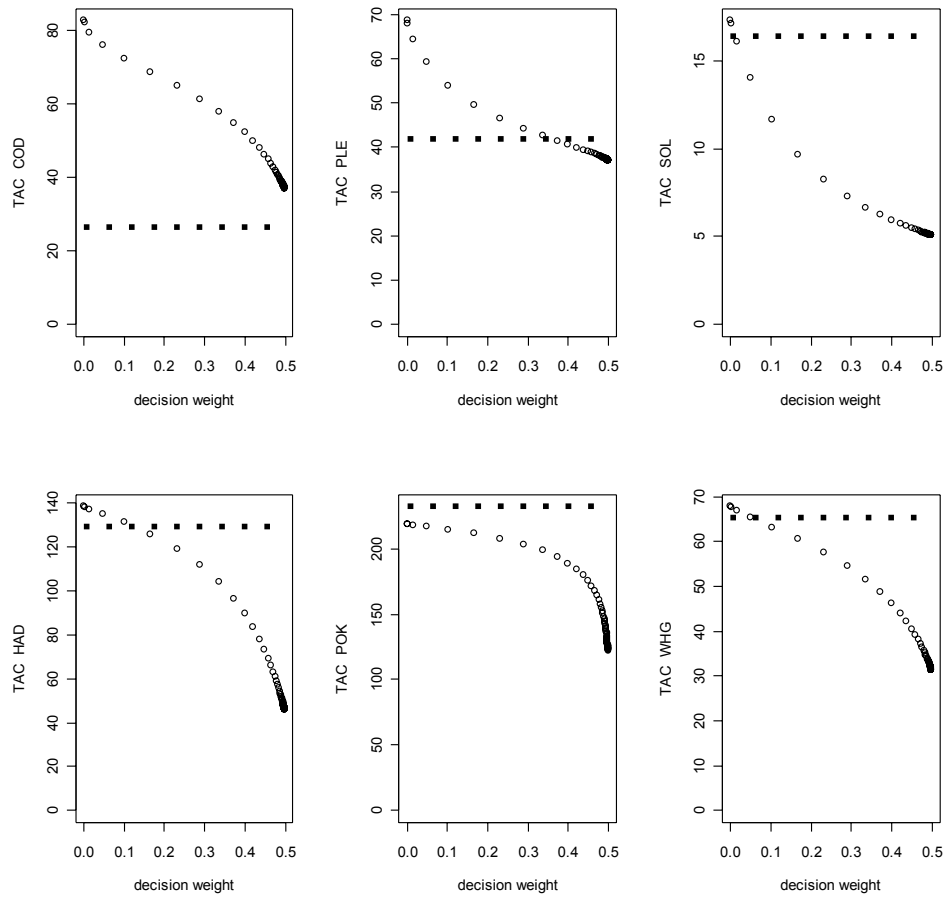 TAC COD
0 20 40 60 80
0.0 0.1 0.2 0.3 0.4 0.5
decision weight
TAC PLE
0 10 20 30 40 50 60 70
0.0 0.1 0.2 0.3 0.4 0.5
decision weight
TAC SOL
0 5 10 15
0.0 0.1 0.2 0.3 0.4 0.5
decision weight
TAC HAD
0 20 40 60 80 100 120 140
0.0 0.1 0.2 0.3 0.4 0.5
decision weight
TAC POK
0 50 100 150 200
0.0 0.1 0.2 0.3 0.4 0.5
decision weight
TAC WHG
0 10 20 30 40 50 60 70
0.0 0.1 0.2 0.3 0.4 0.5
decision weight